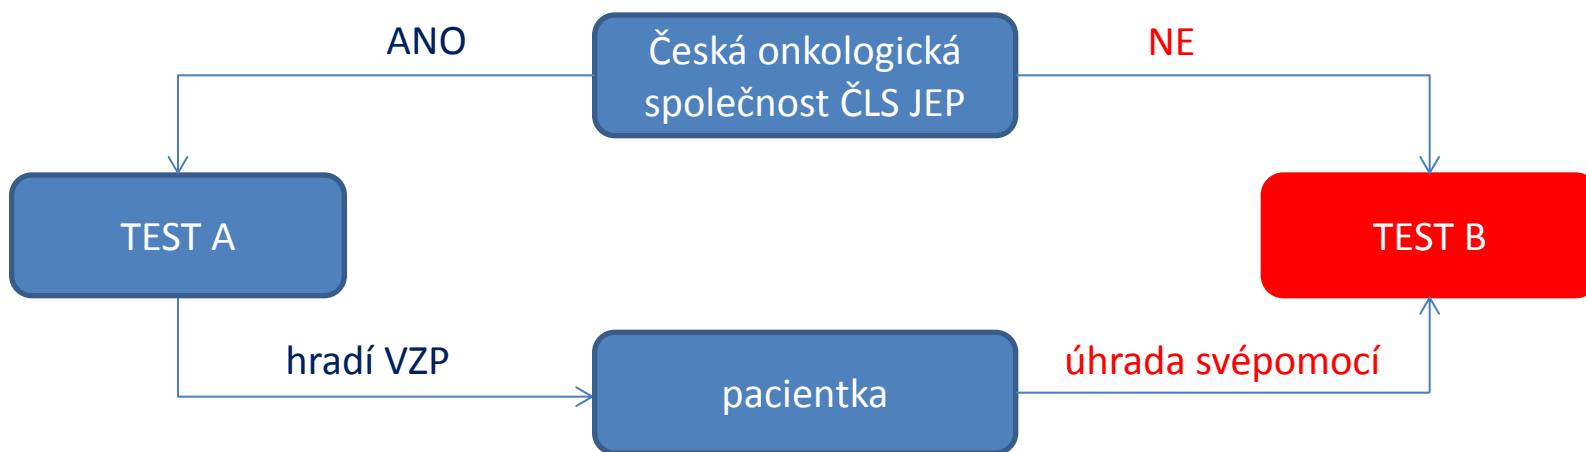 ANO
Česká onkologická
společnost ČLS JEP
NE
TEST A
TEST B
hradí VZP
pacientka
úhrada svépomocí